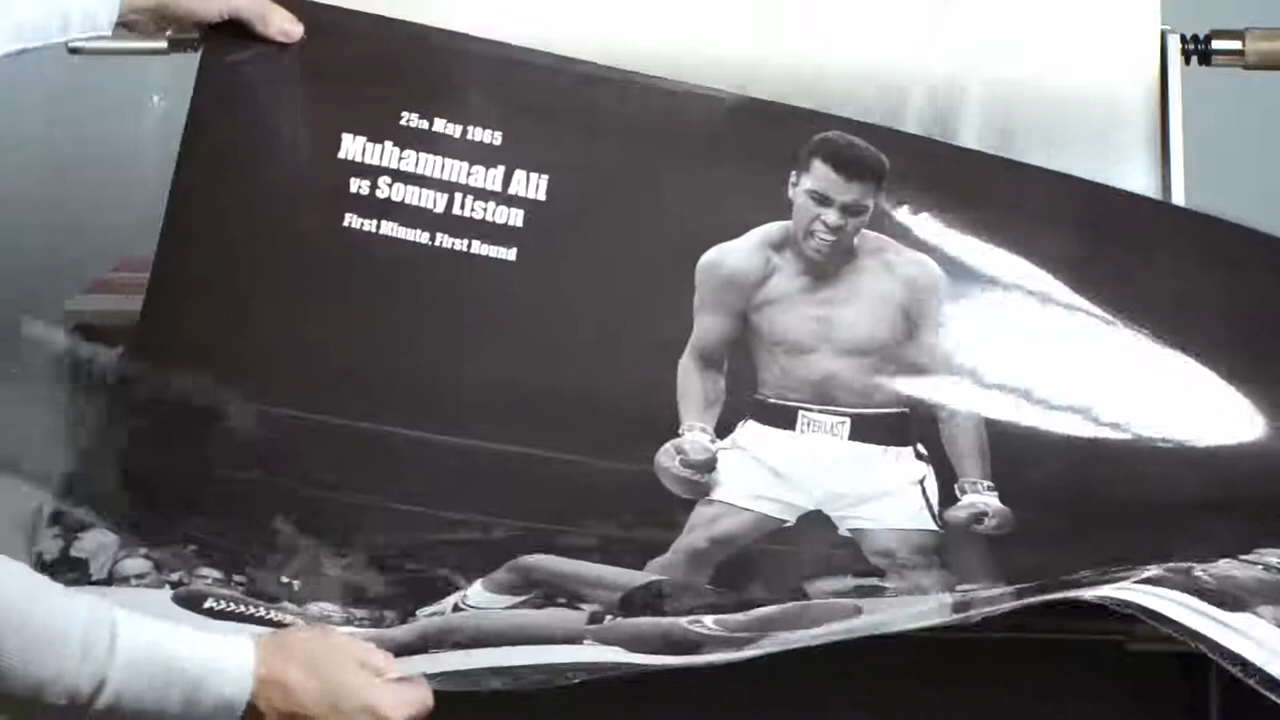 25th May 1965
Muhammad Ali
vs Sonny Liston
First Minute, First Round
EVERLAST